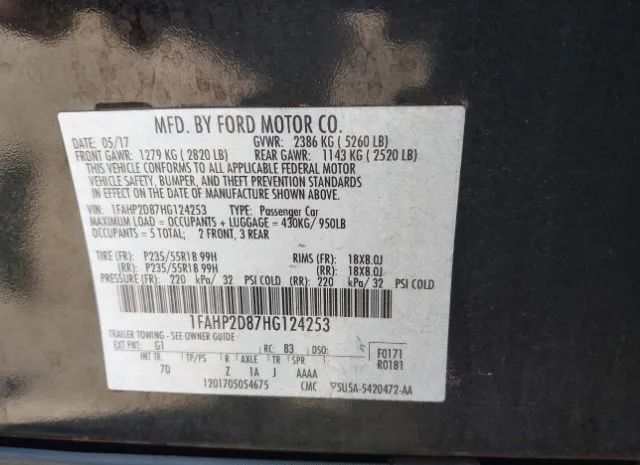 MFD. BY FORD MOTOR CO.
DATE: 05/17 GVWR: 2386 KG ( 5260 LB)
FRONT GAWR: 1279 KG ( 2820 LB) REAR GAWR: 1143 KG ( 2520 LB)
THIS VEHICLE CONFORMS TO ALL APPLICABLE FEDERAL MOTOR
VEHICLE SAFETY, BUMPER, AND THEFT PREVENTION STANDARDS
IN EFFECT ON THE DATE OF MANUFACTURE SHOWN ABOVE.
VIN: 1FAHP2D87HG124253 TYPE: Passenger Car
MAXIMUM LOAD = OCCUPANTS + LUGGAGE = 430KG/ 950LB
OCCUPANTS = 5 TOTAL; 2 FRONT, 3 REAR
TIRE (FR): P235/55R18 99H RIMS (FR): 18X8.0J
(RR): P235/55R18 99H (RR): 18X8.0J
PRESSURE (FR): 220 kPa/ 32 PSI COLD (RR): 220 kPa/ 32 PSI COLD
1FAHP2D87HG124253
TRAILER TOWING - SEE OWNER GUIDE
EXT PNT: G1 RC: 83 DSO: F0171
INT TR TP/PS R AXLE TR SPR R0181
7D Z 1A J AAAA
1201705054675 CMC 5U5A-5420472-AA